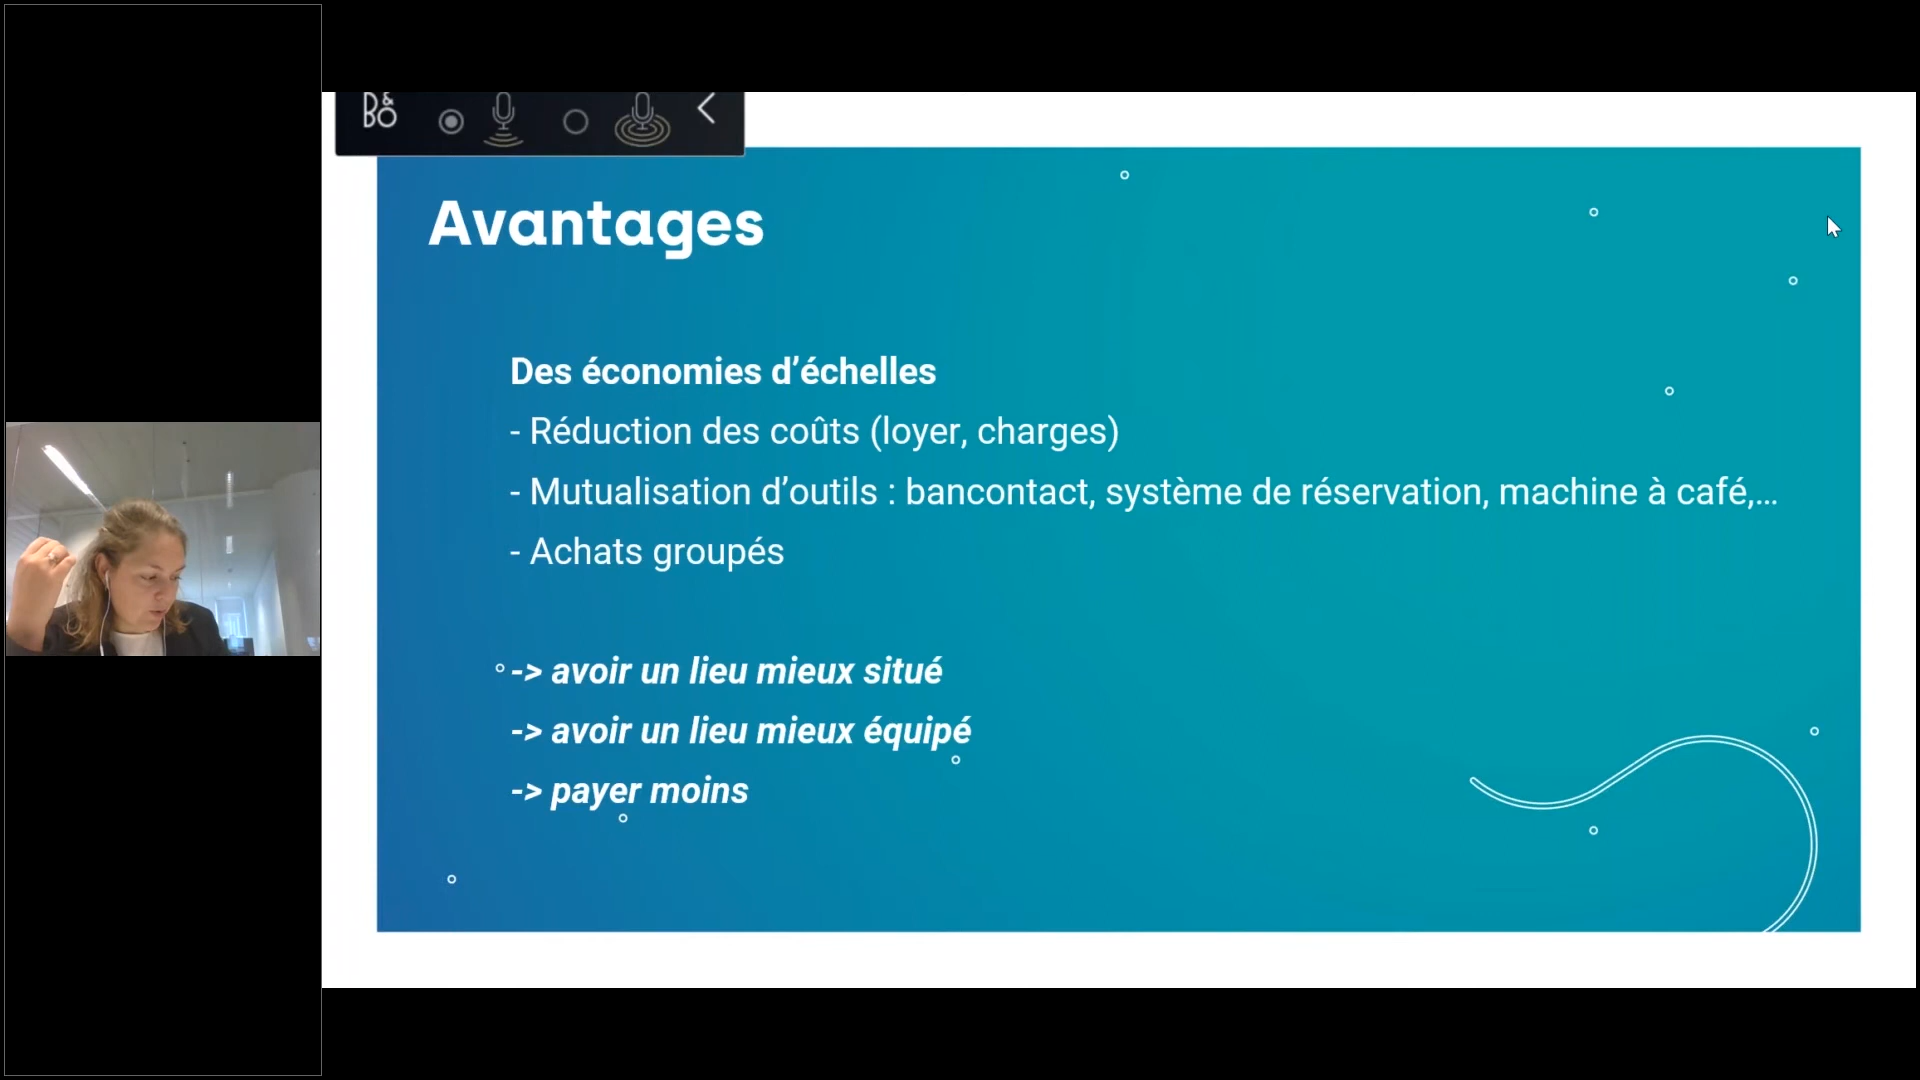 B&O
Avantages
Des économies d’échelles
- Réduction des coûts (loyer, charges)
- Mutualisation d’outils : bancontact, système de réservation, machine à café,...
- Achats groupés
-> avoir un lieu mieux situé
-> avoir un lieu mieux équipé
-> payer moins